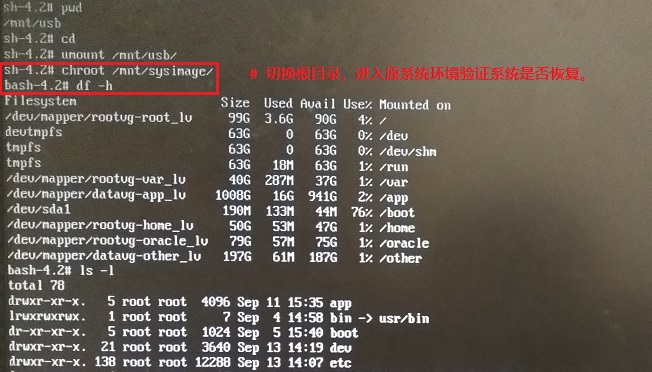 sh-4.2# pwd
/mnt/usb
sh-4.2# cd
sh-4.2# umount /mnt/usb/
sh-4.2# chroot /mnt/sysimage/ # 切换根目录，进入原系统环境验证系统是否恢复。
bash-4.2# df -h
Filesystem Size Used Avail Use% Mounted on
/dev/mapper/rootvg-root_lv 99G 3.6G 90G 4% /
devtmpfs 63G 0 63G 0% /dev
tmpfs 63G 0 63G 0% /dev/shm
tmpfs 63G 18M 63G 1% /run
/dev/mapper/rootvg-var_lv 40G 287M 37G 1% /var
/dev/mapper/datavg-app_lv 1008G 16G 941G 2% /app
/dev/sda1 190M 133M 44M 76% /boot
/dev/mapper/rootvg-home_lv 50G 53M 47G 1% /home
/dev/mapper/rootvg-oracle_lv 79G 57M 75G 1% /oracle
/dev/mapper/datavg-other_lv 197G 61M 187G 1% /other
bash-4.2# ls -l
total 78
drwxr-xr-x. 5 root root 4096 Sep 11 15:35 app
lrwxrwxrwx. 1 root root 7 Sep 4 14:58 bin -> usr/bin
dr-xr-xr-x. 5 root root 1024 Sep 5 15:40 boot
drwxr-xr-x. 21 root root 3640 Sep 13 14:19 dev
drwxr-xr-x. 138 root root 12288 Sep 13 14:07 etc